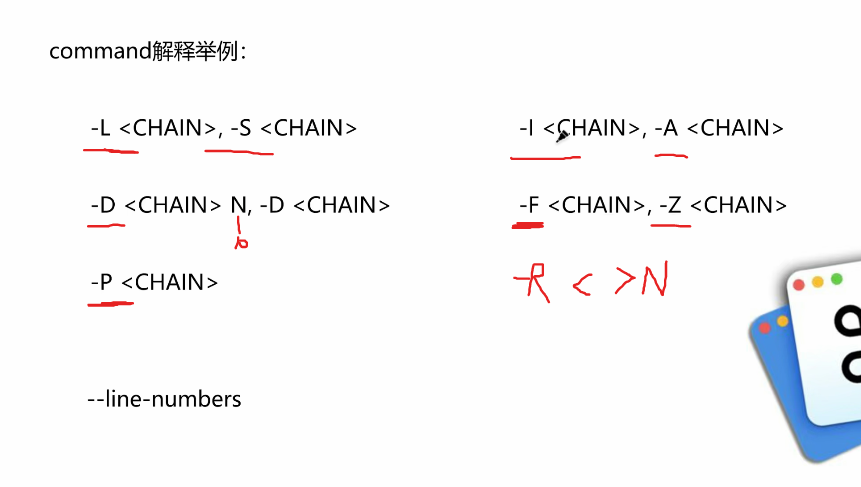 command解释举例：
-L <CHAIN>, -S <CHAIN>
-I <CHAIN>, -A <CHAIN>
-D <CHAIN> N, -D <CHAIN>
-F <CHAIN>, -Z <CHAIN>
-P <CHAIN>
-R < >N
--line-numbers